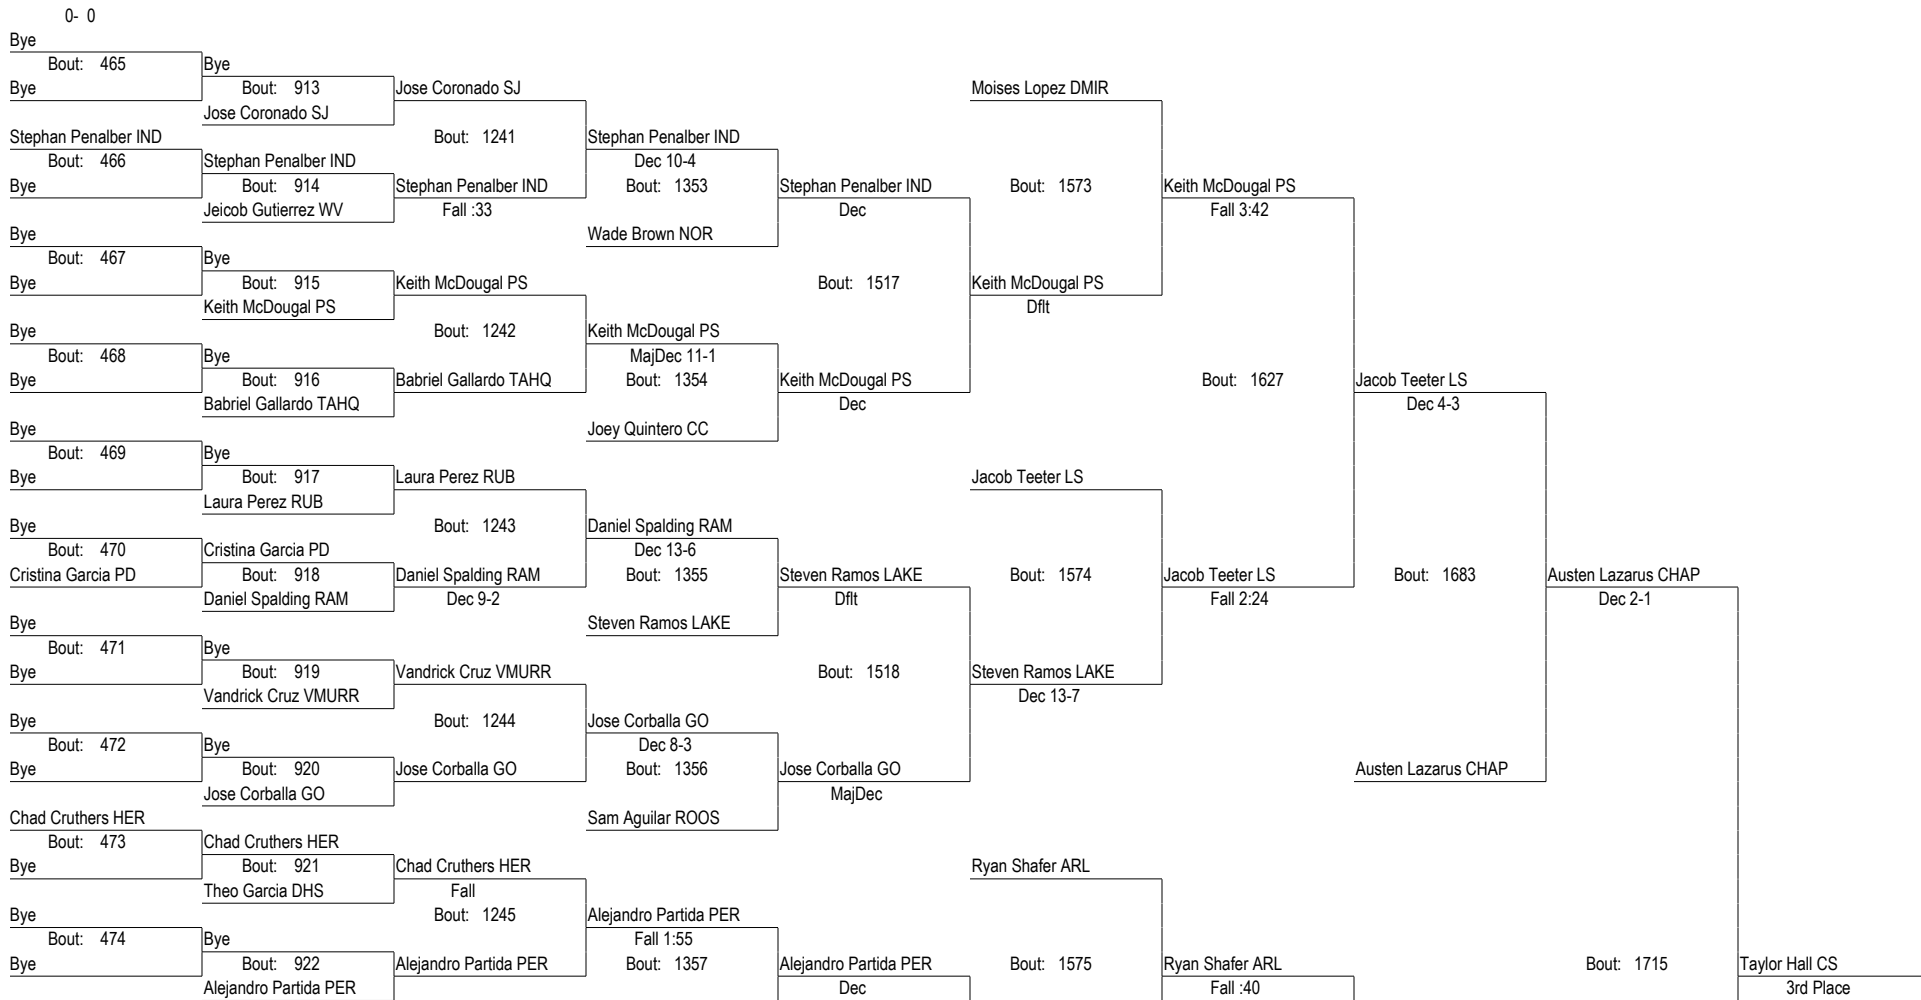 0- 0
Bye
Bout: 465 Bye
Bye Bout: 913 Jose Coronado SJ Moises Lopez DMIR
Jose Coronado SJ
Stephan Penalber IND Bout: 1241 Stephan Penalber IND
Bout: 466 Stephan Penalber IND Dec 10-4
Bye Bout: 914 Stephan Penalber IND Bout: 1353 Stephan Penalber IND Bout: 1573 Keith McDougal PS
Jeicob Gutierrez WV Fall :33 Dec Fall 3:42
Bye Wade Brown NOR
Bout: 467 Bye
Bye Bout: 915 Keith McDougal PS Bout: 1517 Keith McDougal PS
Keith McDougal PS Dflt
Bye Bout: 1242 Keith McDougal PS
Bout: 468 Bye MajDec 11-1
Bye Bout: 916 Babriel Gallardo TAHQ Bout: 1354 Keith McDougal PS Bout: 1627 Jacob Teeter LS
Babriel Gallardo TAHQ Dec Dec 4-3
Bye Joey Quintero CC
Bout: 469 Bye
Bye Bout: 917 Laura Perez RUB Jacob Teeter LS
Laura Perez RUB
Bye Bout: 1243 Daniel Spalding RAM
Bout: 470 Cristina Garcia PD Dec 13-6
Cristina Garcia PD Bout: 918 Daniel Spalding RAM Bout: 1355 Steven Ramos LAKE Bout: 1574 Jacob Teeter LS Bout: 1683 Austen Lazarus CHAP
Daniel Spalding RAM Dec 9-2 Dflt Fall 2:24 Dec 2-1
Bye Steven Ramos LAKE
Bout: 471 Bye
Bye Bout: 919 Vandrick Cruz VMURR Bout: 1518 Steven Ramos LAKE
Vandrick Cruz VMURR Dec 13-7
Bye Bout: 1244 Jose Corballa GO
Bout: 472 Bye Dec 8-3
Bye Bout: 920 Jose Corballa GO Bout: 1356 Jose Corballa GO Austen Lazarus CHAP
Jose Corballa GO MajDec
Chad Cruthers HER Sam Aguilar ROOS
Bout: 473 Chad Cruthers HER
Bye Bout: 921 Chad Cruthers HER Ryan Shafer ARL
Theo Garcia DHS Fall
Bye Bout: 1245 Alejandro Partida PER
Bout: 474 Bye Fall 1:55
Bye Bout: 922 Alejandro Partida PER Bout: 1357 Alejandro Partida PER Bout: 1575 Ryan Shafer ARL Bout: 1715 Taylor Hall CS
Alejandro Partida PER Dec Fall :40 3rd Place